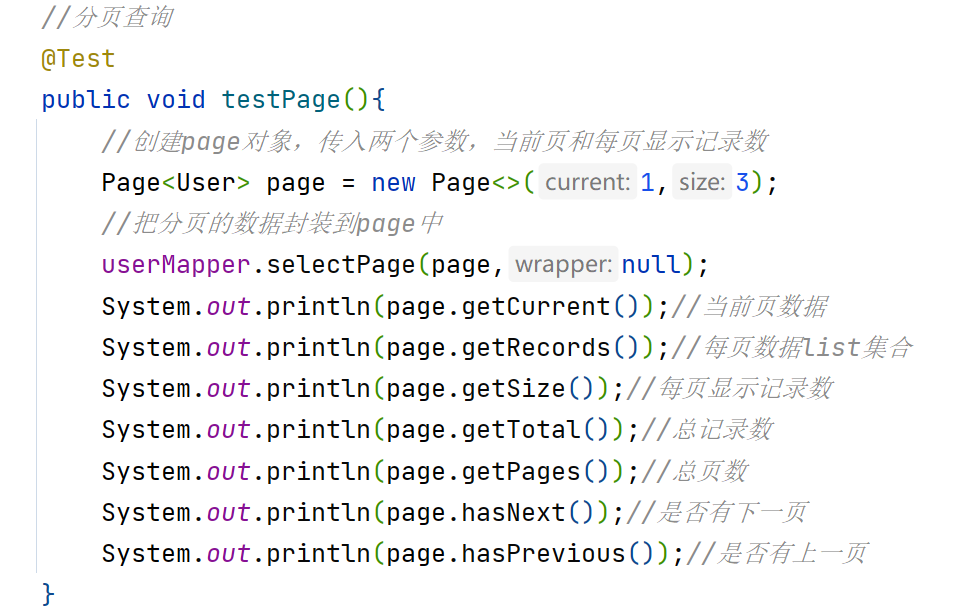 //分页查询
@Test
public void testPage(){
//创建page对象，传入两个参数，当前页和每页显示记录数
Page<User> page = new Page<>( current: 1, size: 3);
//把分页的数据封装到page中
userMapper.selectPage(page, wrapper: null);
System.out.println(page.getCurrent());//当前页数据
System.out.println(page.getRecords());//每页数据list集合
System.out.println(page.getSize());//每页显示记录数
System.out.println(page.getTotal());//总记录数
System.out.println(page.getPages());//总页数
System.out.println(page.hasNext());//是否有下一页
System.out.println(page.hasPrevious());//是否有上一页
}